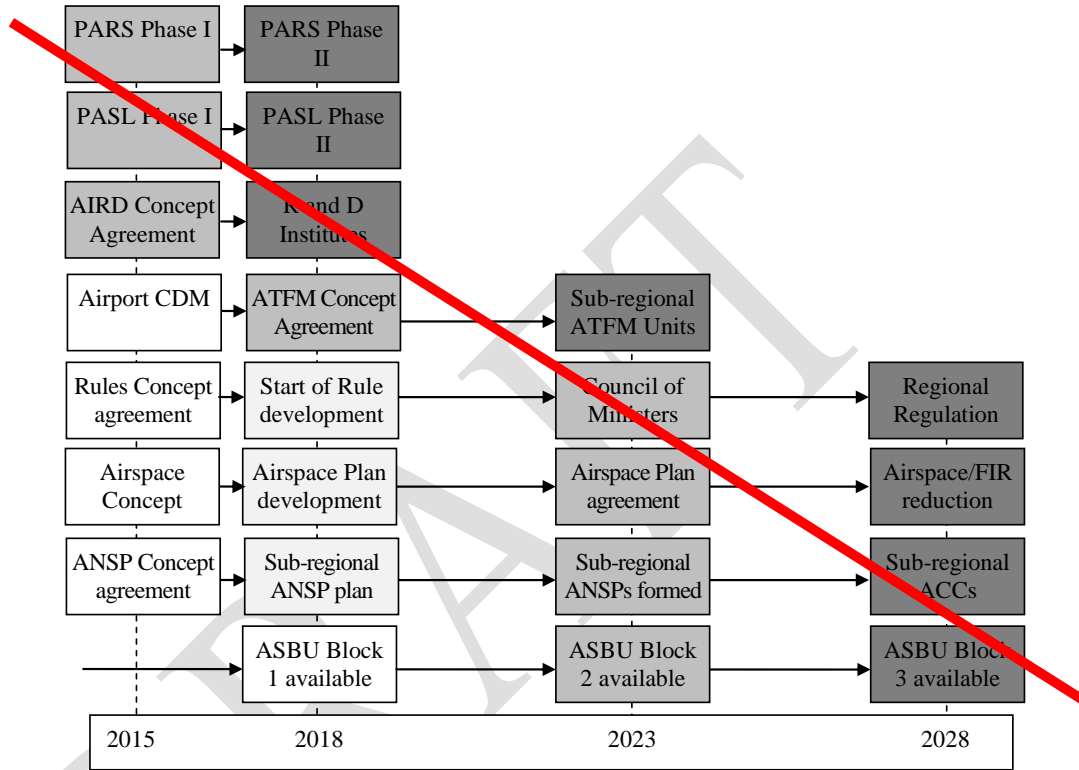 PARS Phase I
PARS Phase
II
PASL Phase I
PASL Phase
II
AIRD Concept
Agreement
R and D
Institutes
Airport CDM
ATFM Concept
Agreement
Sub-regional
ATFM Units
Rules Concept
agreement
Start of Rule
development
Council of
Ministers
Regional
Regulation
Airspace
Concept
Airspace Plan
development
Airspace Plan
agreement
Airspace/FIR
reduction
ANSP Concept
agreement
Sub-regional
ANSP plan
Sub-regional
ANSPs formed
Sub-regional
ACCs
ASBU Block
1 available
ASBU Block
2 available
ASBU Block
3 available
2015
2018
2023
2028